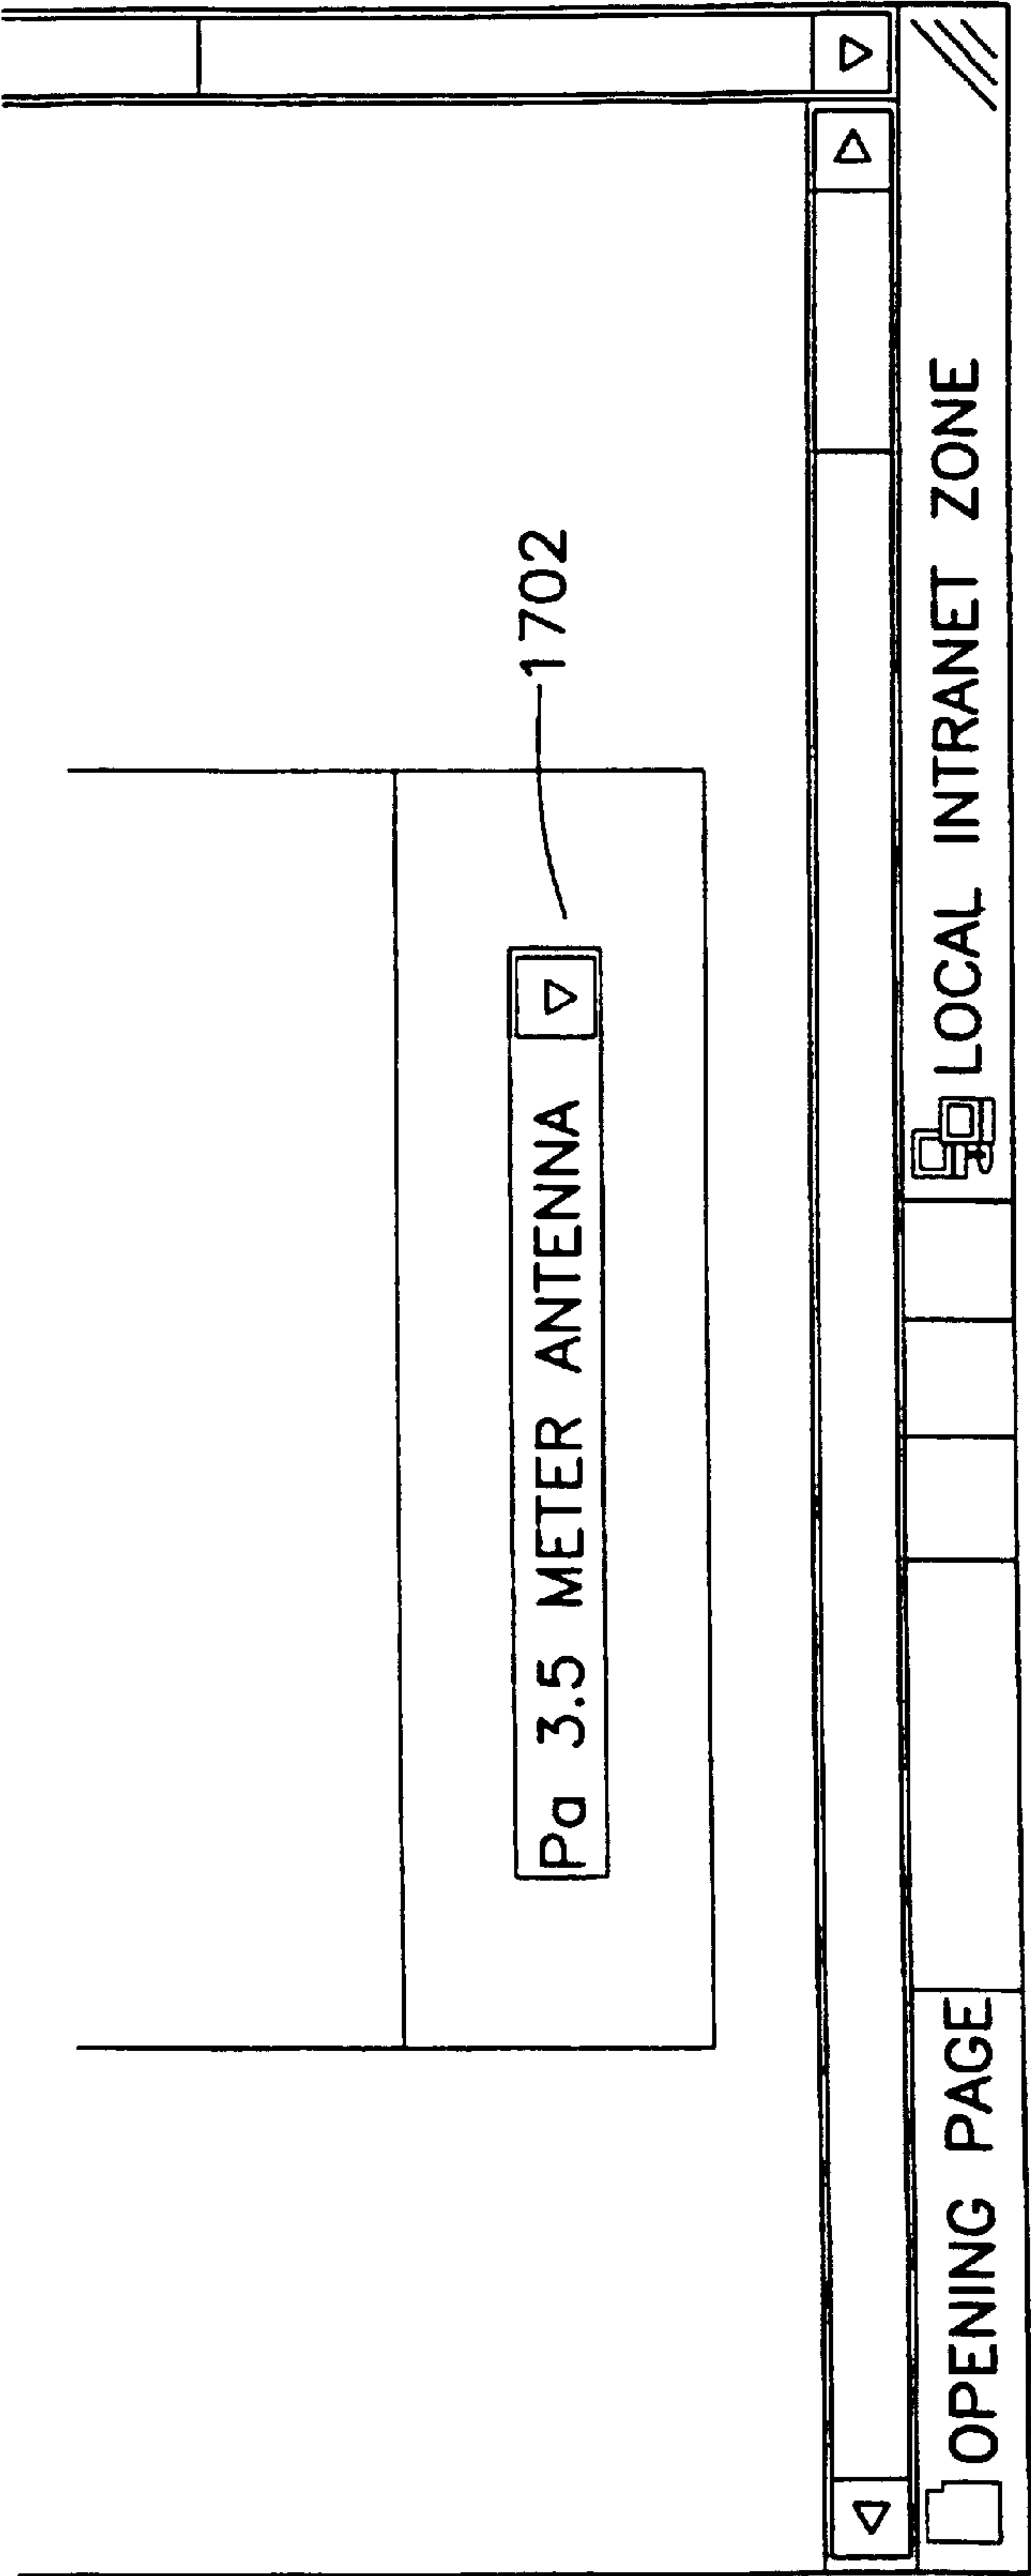 Pa 3.5 METER ANTENNA
1702
OPENING PAGE
LOCAL INTRANET ZONE